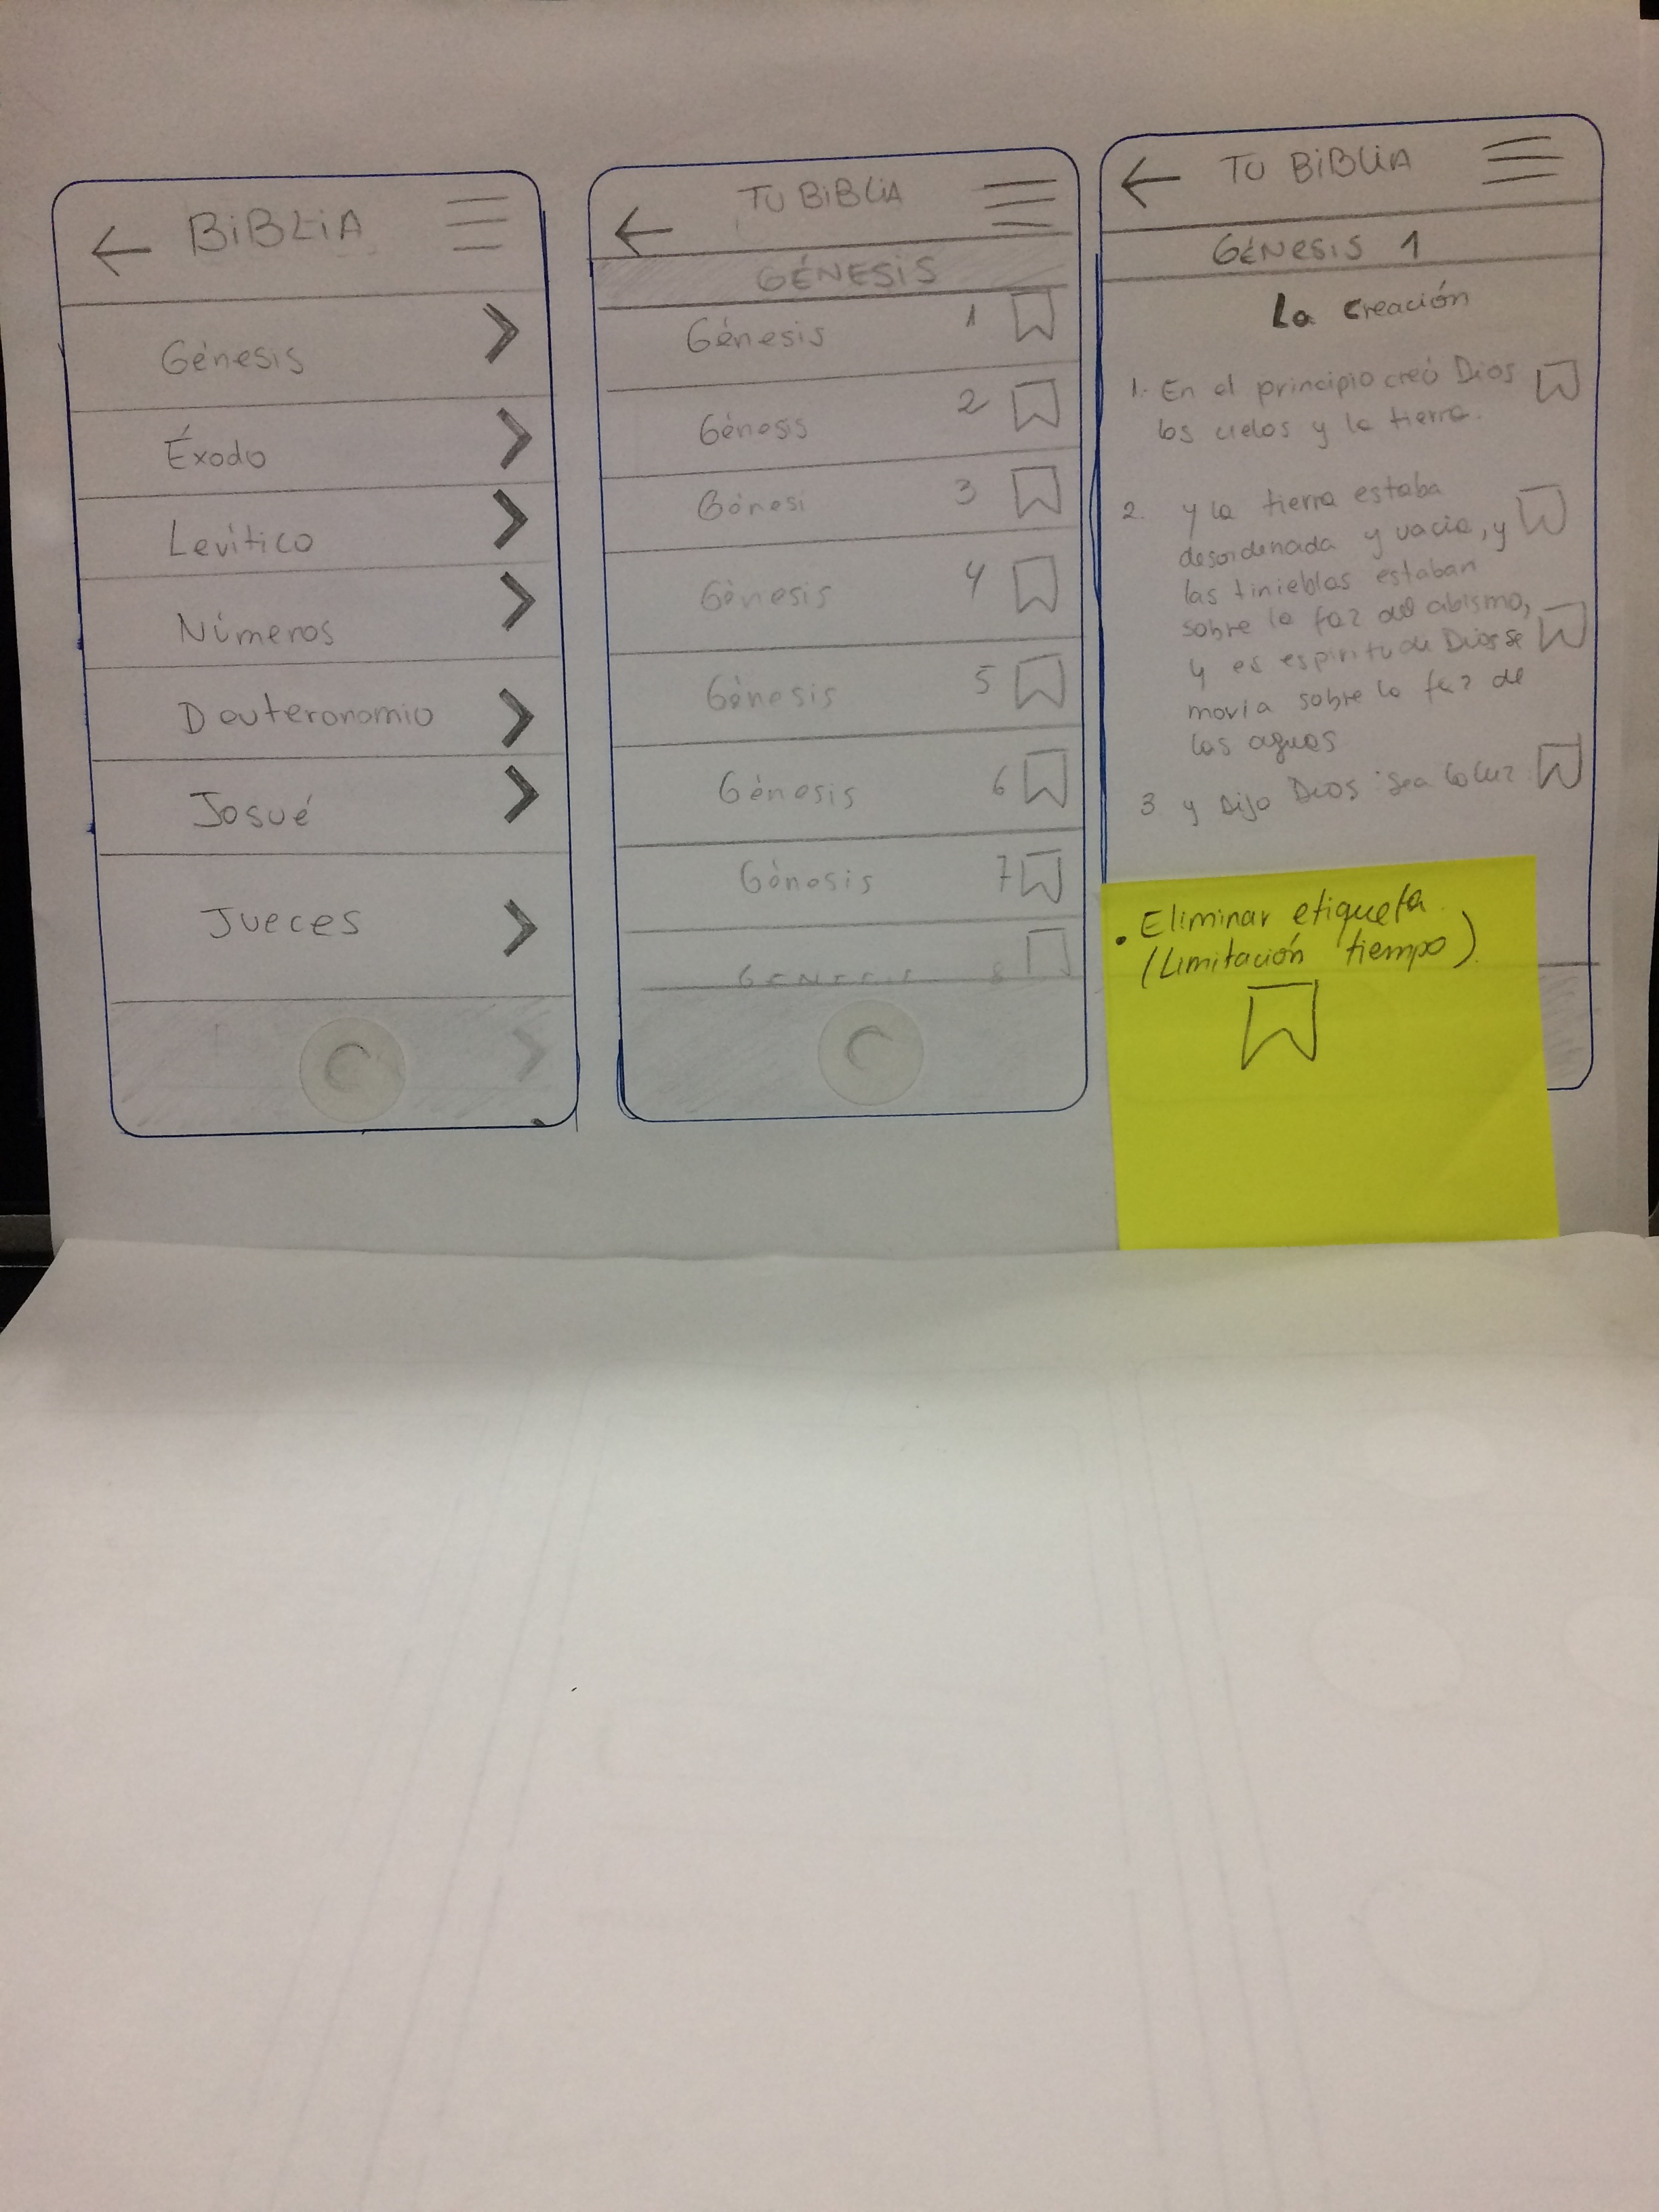 BiBLiA
Génesis
Éxodo
Levítico
Números
Deuteronomio
Josué
Jueces
TU BiBLiA
GÉNESiS
Génesis 1
Génesis 2
Génesi 3
Génesis 4
Génesis 5
Génesis 6
Génesis 7
GENESIS 8
TU BiBLiA
GÉNESIS 1
La Creación
1. En el principio creó Dios
los cielos y la tierra.
2. y la tierra estaba
desordenada y vacia, y
las tinieblas estaban
sobre la faz del abismo,
y es espiritu de Dios se
movia sobre la faz de
las aguas
3 y Dijo Dios sea la luz
• Eliminar etiqueta
(Limitación tiempo).